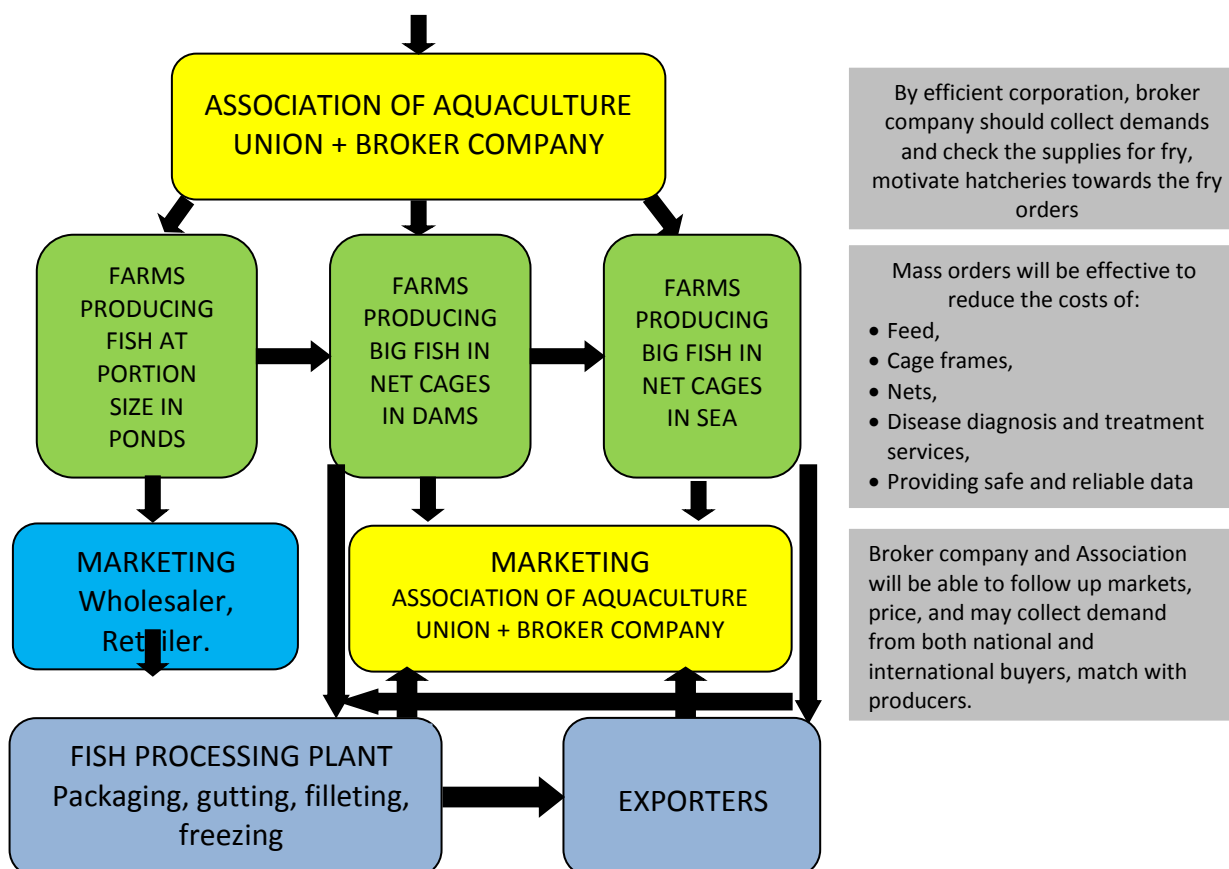 ASSOCIATION OF AQUACULTURE
UNION + BROKER COMPANY
By efficient corporation, broker
company should collect demands
and check the supplies for fry,
motivate hatcheries towards the fry
orders
FARMS
PRODUCING
FISH AT
PORTION
SIZE IN
PONDS
FARMS
PRODUCING
BIG FISH IN
NET CAGES
IN DAMS
FARMS
PRODUCING
BIG FISH IN
NET CAGES
IN SEA
Mass orders will be effective to
reduce the costs of:
• Feed,
• Cage frames,
• Nets,
• Disease diagnosis and treatment
services,
• Providing safe and reliable data
MARKETING
Wholesaler,
Retailer.
MARKETING
ASSOCIATION OF AQUACULTURE
UNION + BROKER COMPANY
Broker company and Association
will be able to follow up markets,
price, and may collect demand
from both national and
international buyers, match with
producers.
FISH PROCESSING PLANT
Packaging, gutting, filleting,
freezing
EXPORTERS